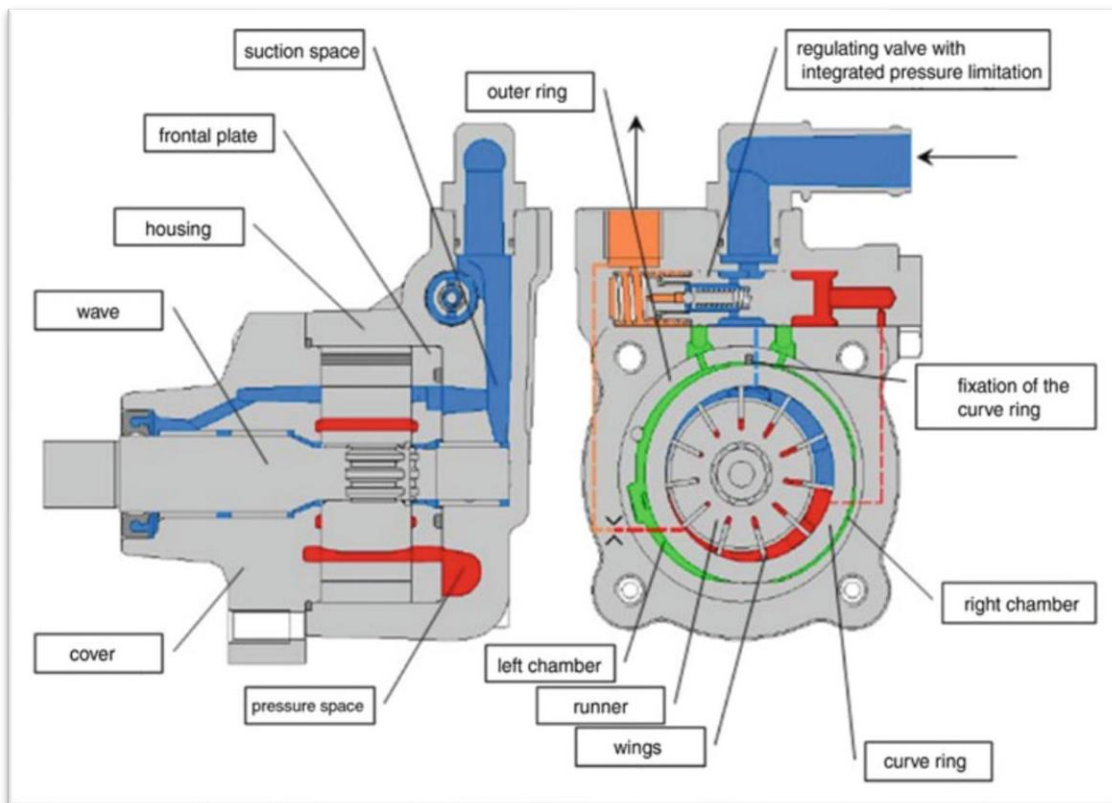 suction space
regulating valve with
integrated pressure limitation
outer ring
frontal plate
housing
wave
fixation of the
curve ring
right chamber
cover
left chamber
pressure space
runner
wings
curve ring